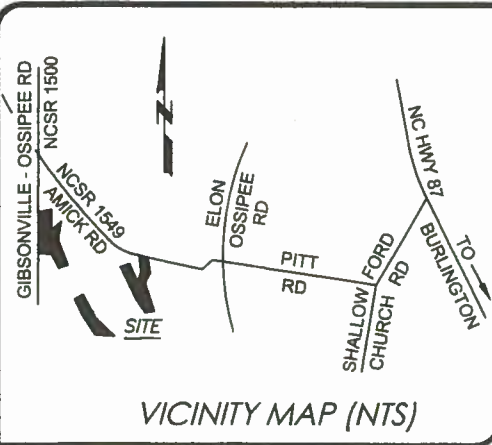 GIBSONVILLE - OSSIPEE RD
NCSR 1500
NCSR 1549
AMICK RD
N
ELON
OSSIPEE
RD
PITT
RD
NC HWY 87
SHALLOW FORD
CHURCH RD
TO
BURLINGTON
SITE
VICINITY MAP (NTS)